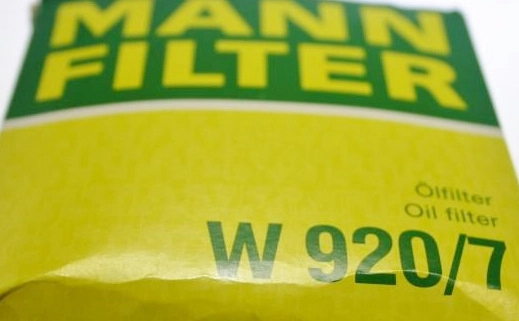 MANN
FILTER
Ölfilter
Oil filter
W 920/7